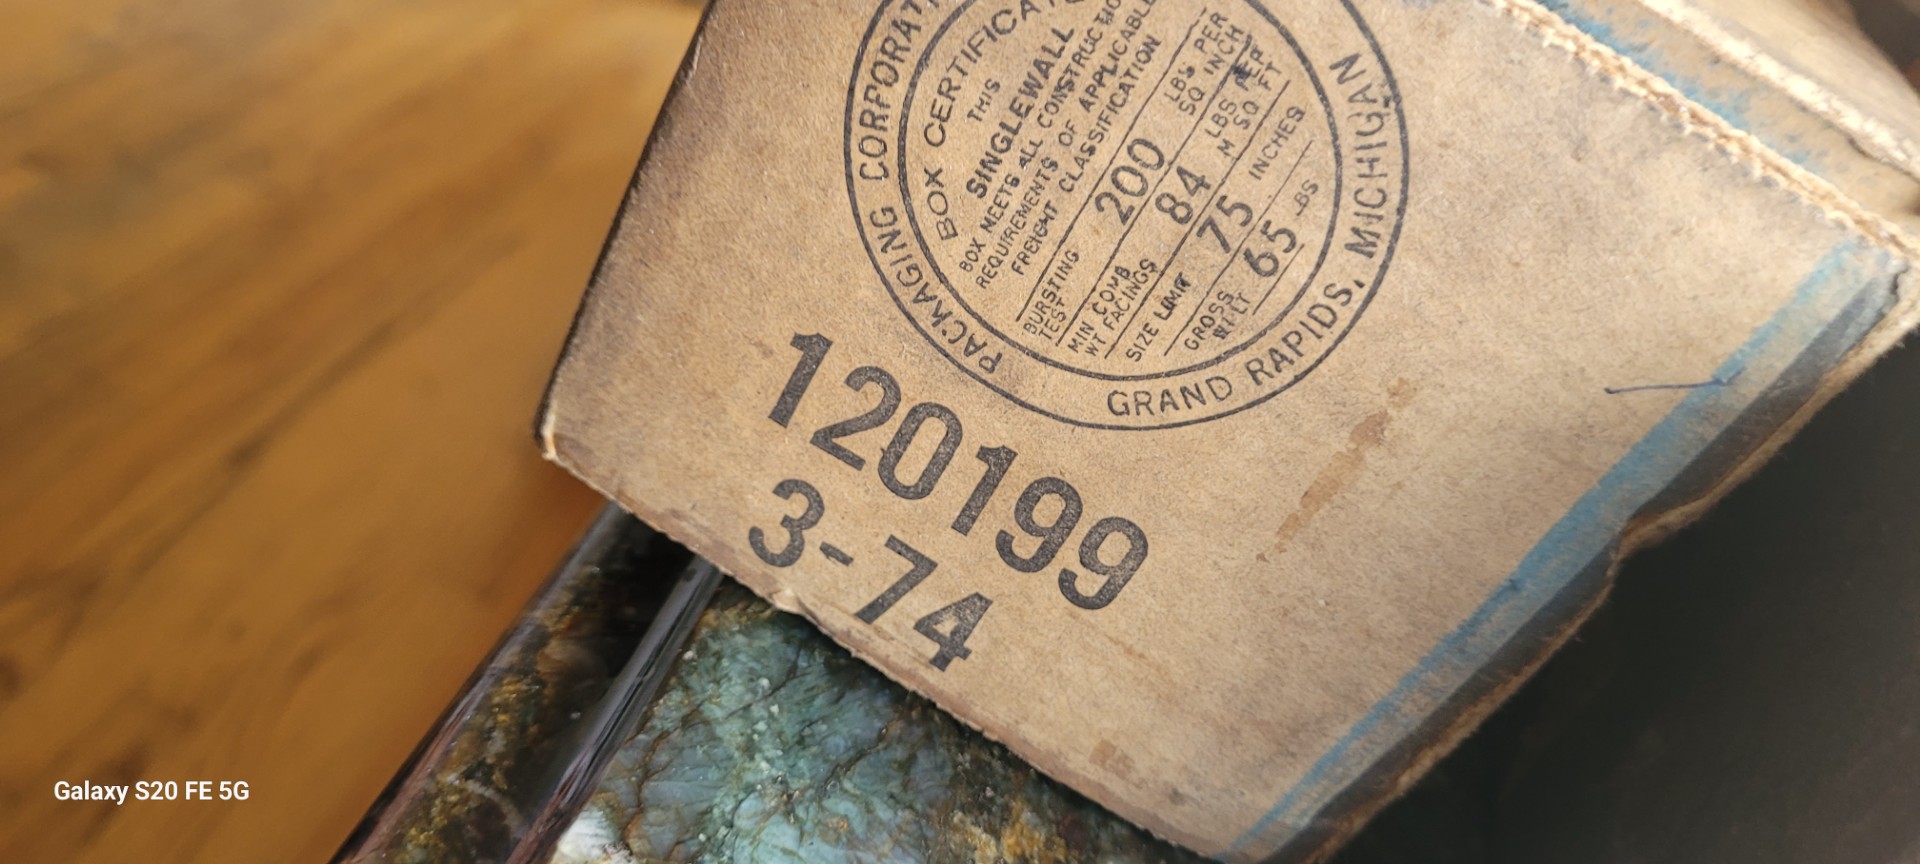 PACKAGING CORPORAT
GRAND RAPIDS, MICHIGAN
BOX CERTIFICA
THIS
SINGLEWALL
BOX MEETS ALL CONSTRUCTIO
REQUIREMENTS OF APPLICABLE
FREIGHT CLASSIFICATION
BURSTING TEST 200 LBS PER SQ INCH
MIN COMB WT FACINGS 84 LBS PER M SQ FT
SIZE LIMIT 75 INCHES
GROSS 65 LBS
120199
3-74
Galaxy S20 FE 5G